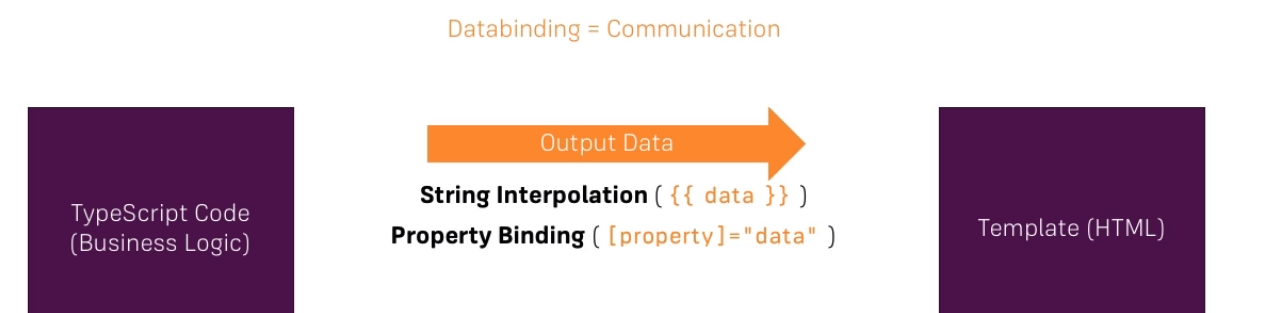 Databinding = Communication
Output Data
String Interpolation ( {{ data }} )
Property Binding ( [property]="data" )
TypeScript Code
(Business Logic)
Template (HTML)